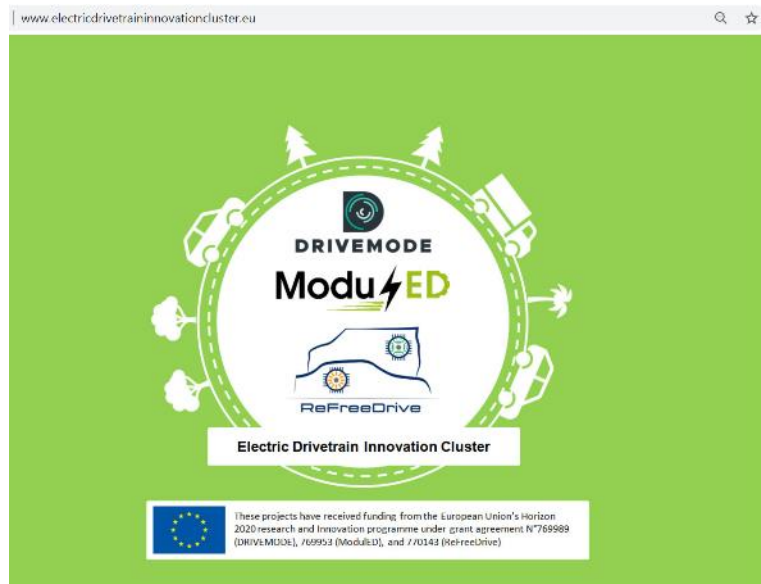 www.electricdrivetraininnovationcluster.eu
DRIVEMODE
ModulED
ReFreeDrive
Electric Drivetrain Innovation Cluster
These projects have received funding from the European Union's Horizon
2020 research and Innovation programme under grant agreement N°769989
(DRIVEMODE), 769953 (ModulED), and 770143 (ReFreeDrive)